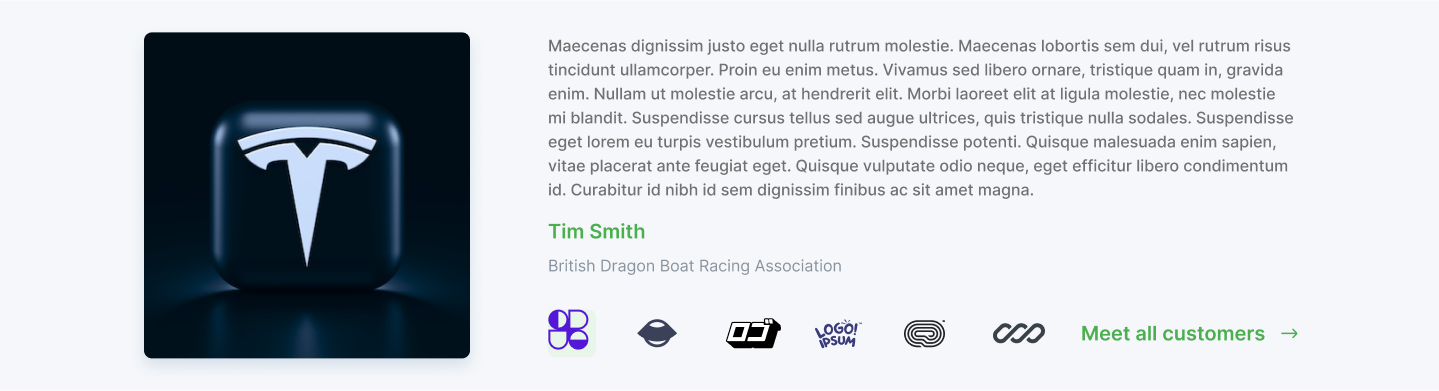 Maecenas dignissim justo eget nulla rutrum molestie. Maecenas lobortis sem dui, vel rutrum risus
tincidunt ullamcorper. Proin eu enim metus. Vivamus sed libero ornare, tristique quam in, gravida
enim. Nullam ut molestie arcu, at hendrerit elit. Morbi laoreet elit at ligula molestie, nec molestie
mi blandit. Suspendisse cursus tellus sed augue ultrices, quis tristique nulla sodales. Suspendisse
eget lorem eu turpis vestibulum pretium. Suspendisse potenti. Quisque malesuada enim sapien,
vitae placerat ante feugiat eget. Quisque vulputate odio neque, eget efficitur libero condimentum
id. Curabitur id nibh id sem dignissim finibus ac sit amet magna.
Tim Smith
British Dragon Boat Racing Association
ロゴ
LOGO!
IPSUM
Meet all customers →